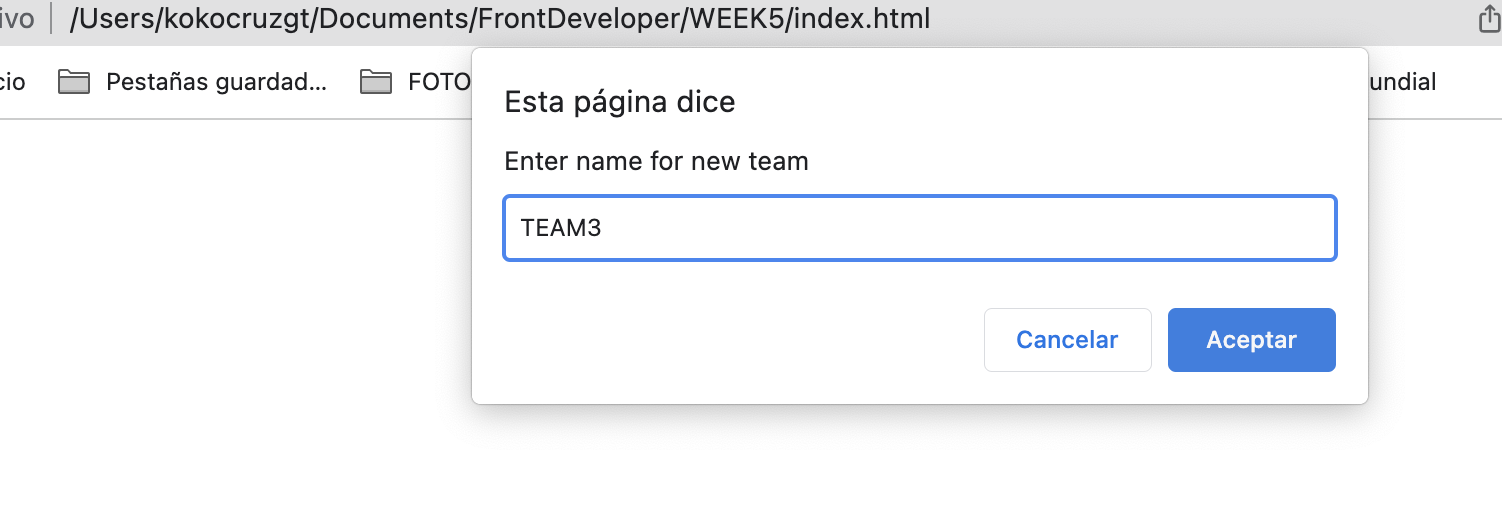 ivo /Users/kokocruzgt/Documents/FrontDeveloper/WEEK5/index.html
cio Pestañas guardad... FOTO undial
Esta página dice
Enter name for new team
TEAM3
Cancelar Aceptar